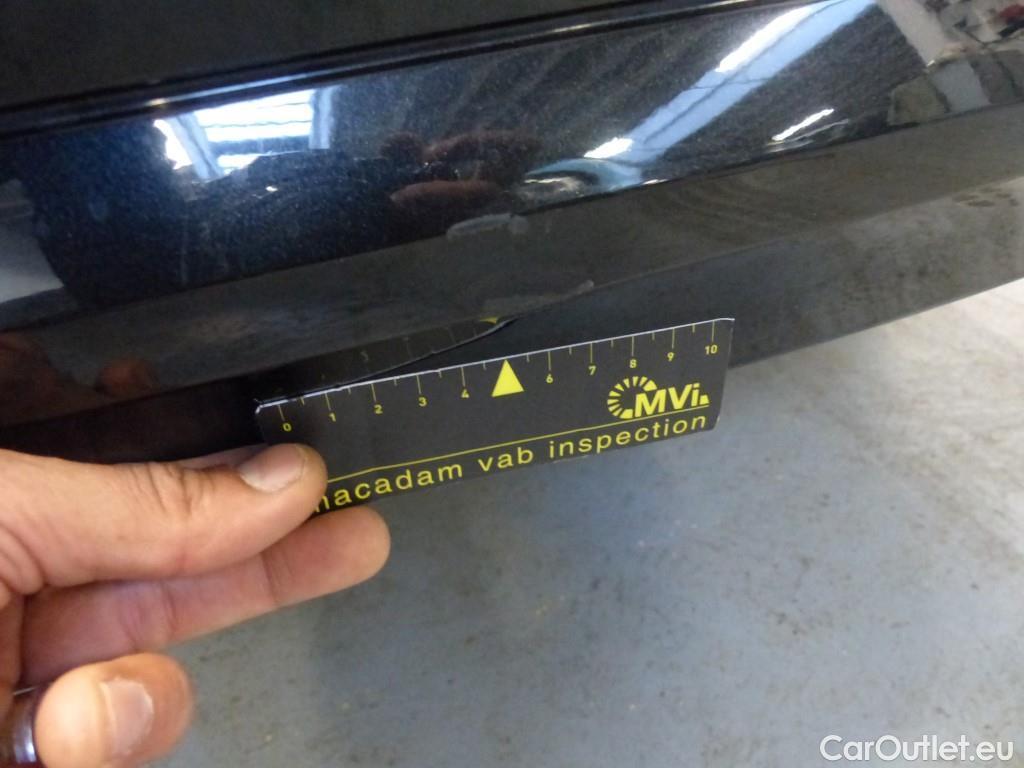 0 1 2 3 4 6 7 8 9 10
MVi.
macadam vab inspection
CarOutlet.eu